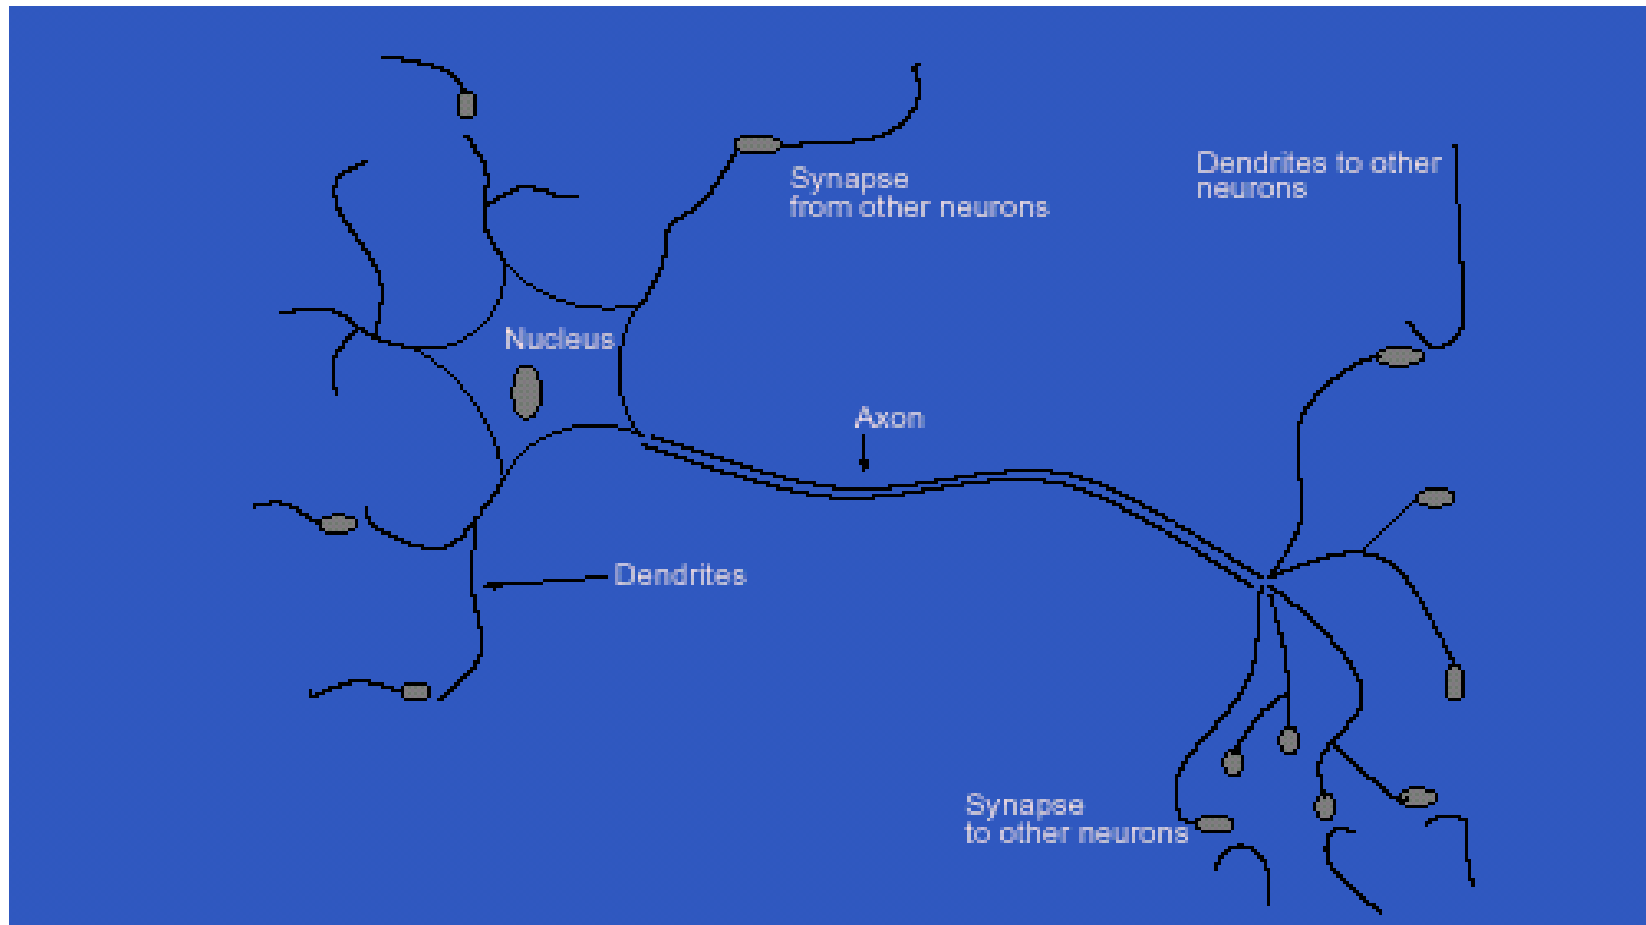 Synapse
from other neurons
Dendrites to other
neurons
Nucleus
Axon
Dendrites
Synapse
to other neurons